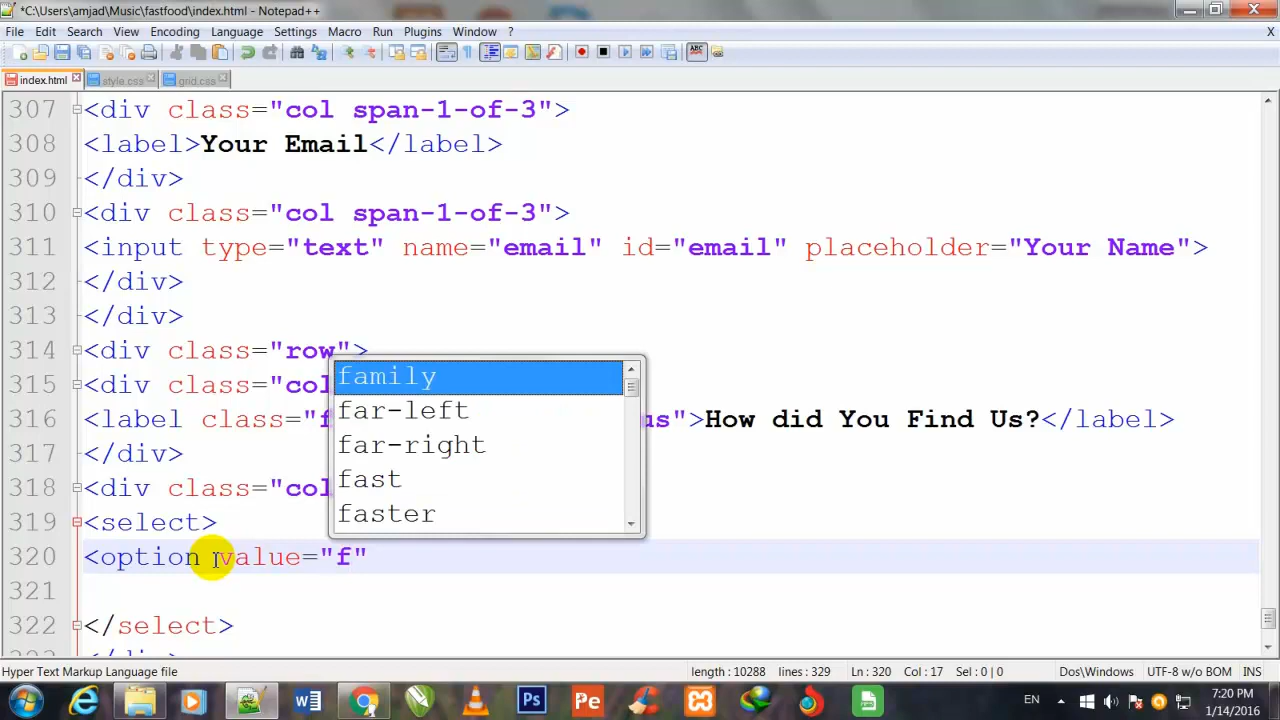 *C:\Users\amjad\Music\fastfood\index.html - Notepad++
File Edit Search View Encoding Language Settings Macro Run Plugins Window ? X
index.html style.css grid.css
307 <div class="col span-1-of-3">
308 <label>Your Email</label>
309 </div>
310 <div class="col span-1-of-3">
311 <input type="text" name="email" id="email" placeholder="Your Name">
312 </div>
313 </div>
314 <div class="row">
315 <div class="col
316 <label class="f us">How did You Find Us?</label>
317 </div>
318 <div class="col
319 <select>
320 <option value="f"
321
322 </select>
323 </div>
family
far-left
far-right
fast
faster
Hyper Text Markup Language file length : 10288 lines : 329 Ln : 320 Col : 17 Sel : 0 | 0 Dos\Windows UTF-8 w/o BOM INS
W Ps Pe EN 7:20 PM
1/14/2016